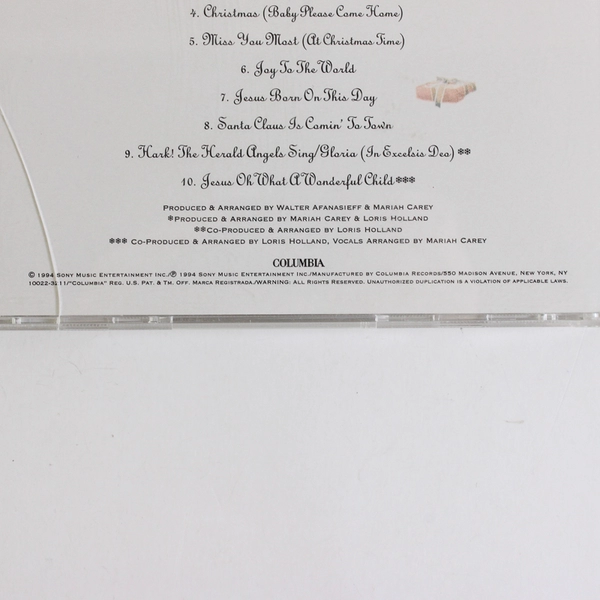 4. Christmas (Baby Please Come Home)
5. Miss You Most (At Christmas Time)
6. Joy To The World
7. Jesus Born On This Day
8. Santa Claus Is Comin' To Town
9. Hark! The Herald Angels Sing/Gloria (In Excelsis Deo) **
10. Jesus Oh What A Wonderful Child ***
Produced & Arranged by Walter Afanasieff & Mariah Carey
*Produced & Arranged by Mariah Carey & Loris Holland
**Co-Produced & Arranged by Loris Holland
*** Co-Produced & Arranged by Loris Holland, Vocals Arranged by Mariah Carey
COLUMBIA
© 1994 Sony Music Entertainment Inc./℗ 1994 Sony Music Entertainment Inc./Manufactured by Columbia Records/550 Madison Avenue, New York, NY
10022-3211/"Columbia" Reg. U.S. Pat. & Tm. Off. Marca Registrada./WARNING: All Rights Reserved. Unauthorized duplication is a violation of applicable laws.